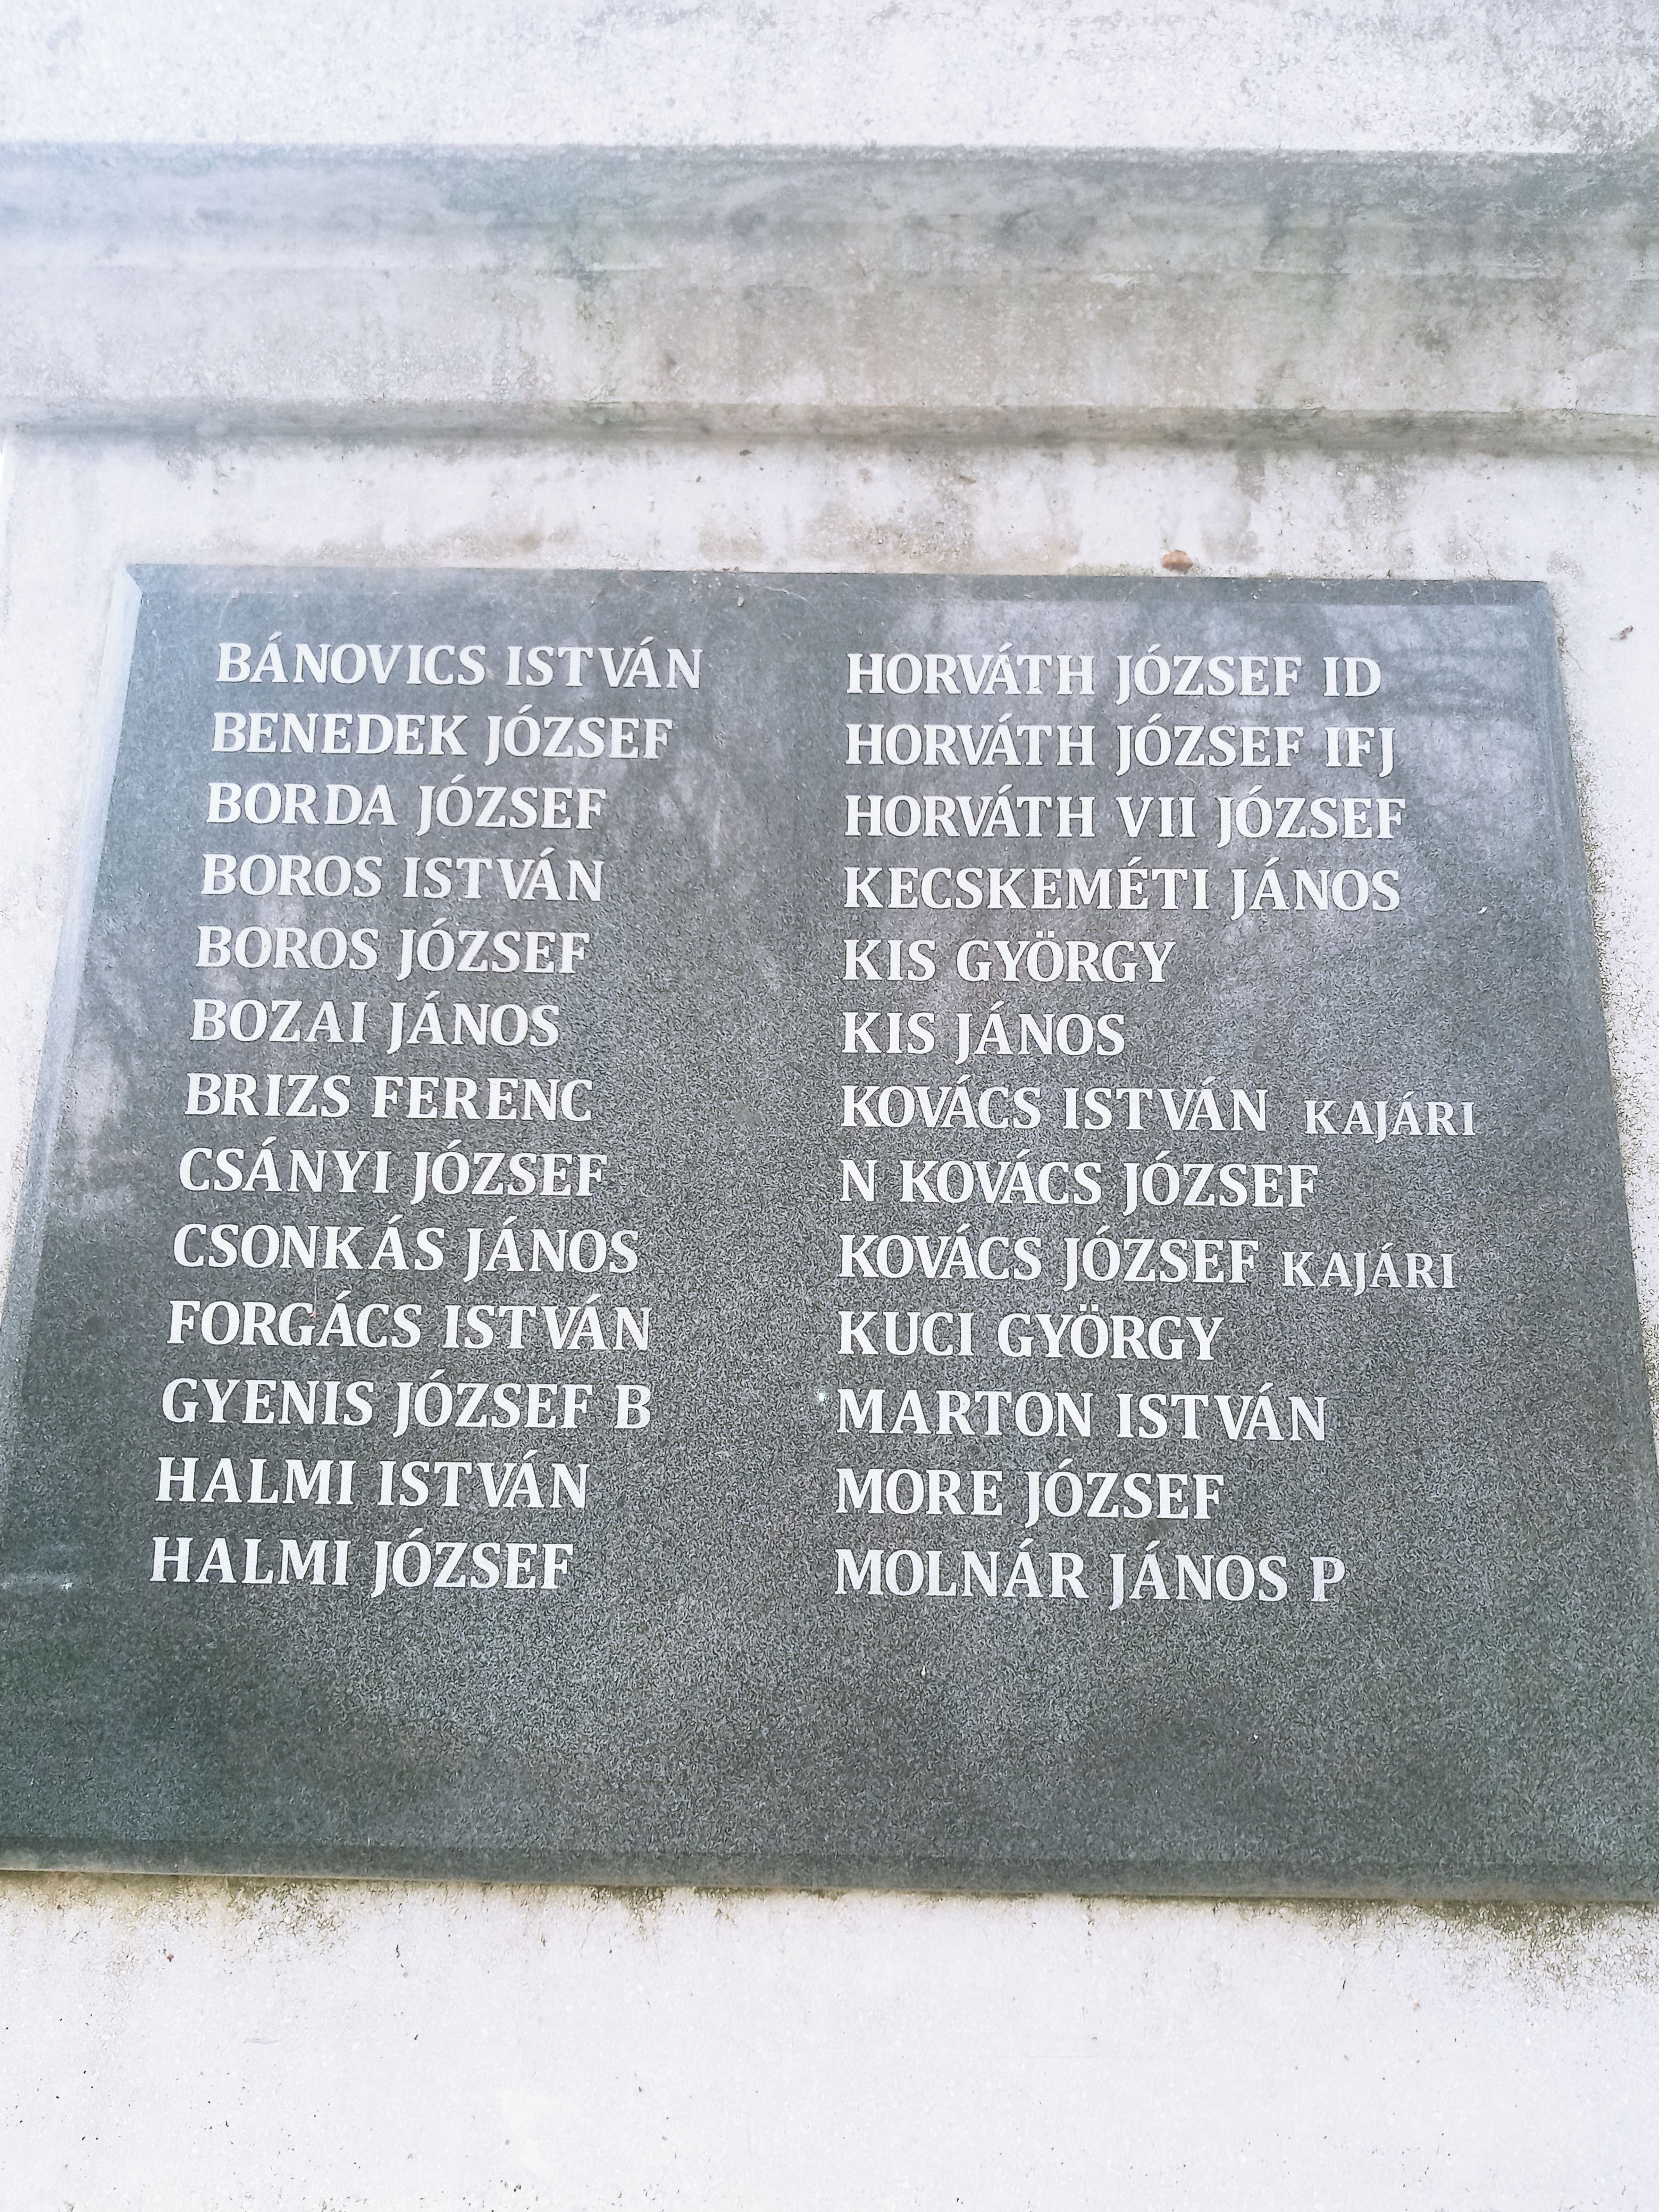 BÁNOVICS ISTVÁN
BENEDEK JÓZSEF
BORDA JÓZSEF
BOROS ISTVÁN
BOROS JÓZSEF
BOZAI JÁNOS
BRIZS FERENC
CSÁNYI JÓZSEF
CSONKÁS JÁNOS
FORGÁCS ISTVÁN
GYENIS JÓZSEF B
HALMI ISTVÁN
HALMI JÓZSEF
HORVÁTH JÓZSEF ID
HORVÁTH JÓZSEF IFJ
HORVÁTH VII JÓZSEF
KECSKEMÉTI JÁNOS
KIS GYÖRGY
KIS JÁNOS
KOVÁCS ISTVÁN KAJÁRI
N KOVÁCS JÓZSEF
KOVÁCS JÓZSEF KAJÁRI
KUCI GYÖRGY
MARTON ISTVÁN
MORE JÓZSEF
MOLNÁR JÁNOS P